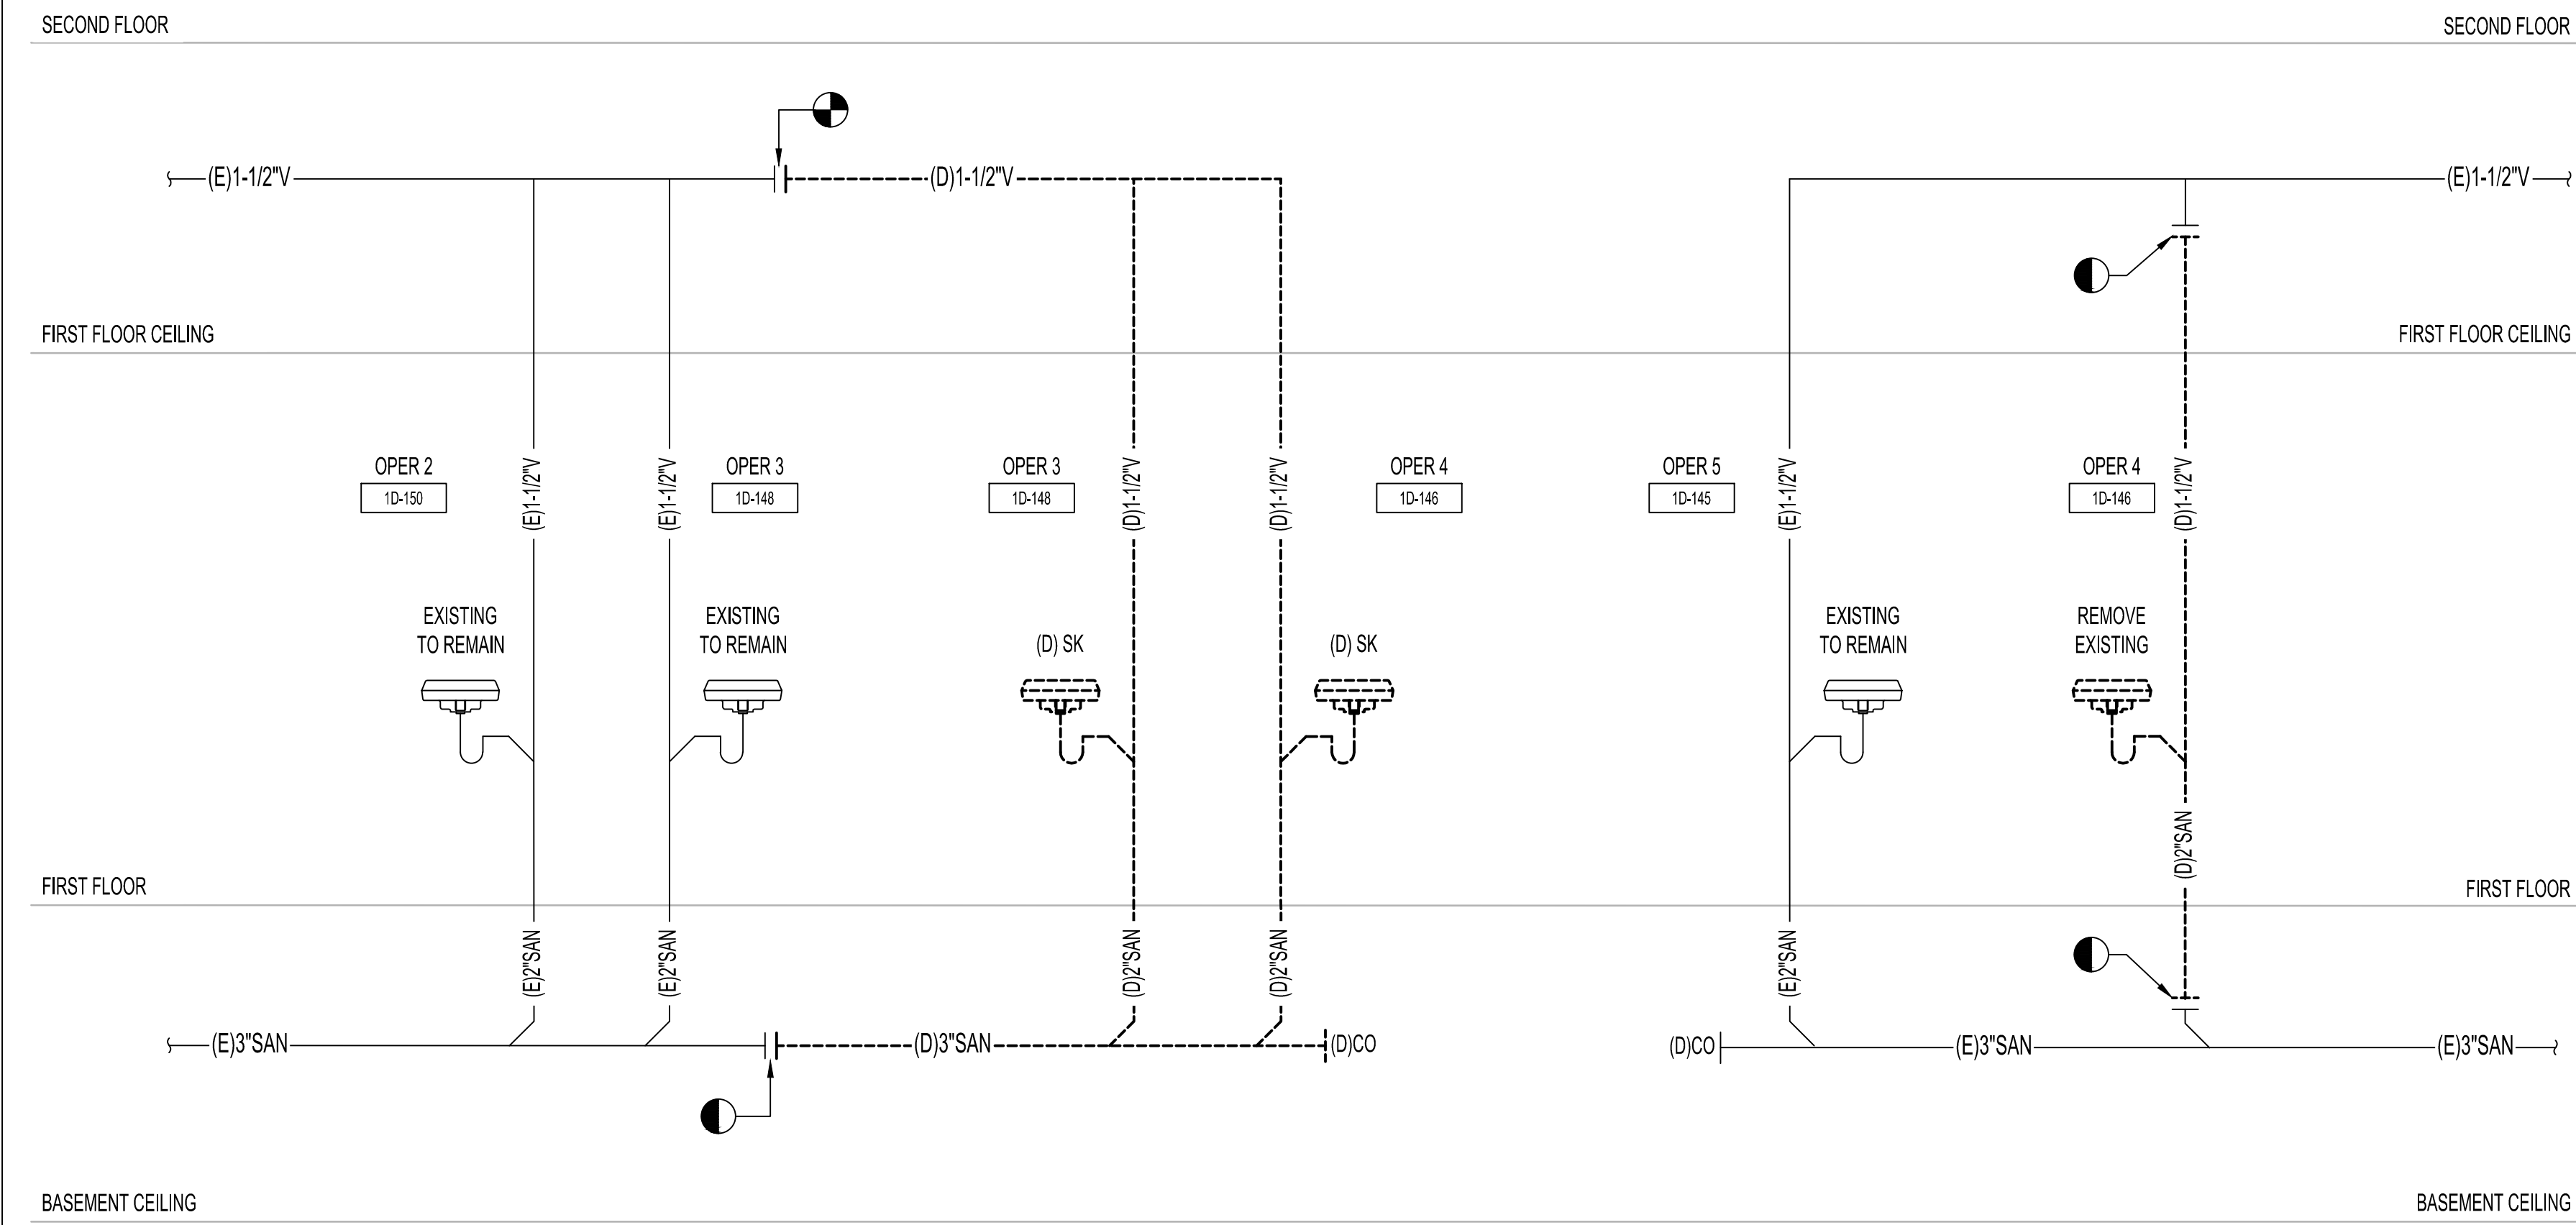 SECOND FLOOR
SECOND FLOOR
(E)1-1/2"V
(D)1-1/2"V
(E)1-1/2"V
FIRST FLOOR CEILING
FIRST FLOOR CEILING
OPER 2
1D-150
(E)1-1/2"V
(E)1-1/2"V
OPER 3
1D-148
OPER 3
1D-148
(D)1-1/2"V
(D)1-1/2"V
OPER 4
1D-146
OPER 5
1D-145
(E)1-1/2"V
OPER 4
1D-146
(D)1-1/2"V
EXISTING
TO REMAIN
EXISTING
TO REMAIN
(D) SK
(D) SK
EXISTING
TO REMAIN
REMOVE
EXISTING
(D)2"SAN
FIRST FLOOR
FIRST FLOOR
(E)2"SAN
(E)2"SAN
(D)2"SAN
(D)2"SAN
(E)2"SAN
(E)3"SAN
(D)3"SAN
(D)CO
(D)CO
(E)3"SAN
(E)3"SAN
BASEMENT CEILING
BASEMENT CEILING